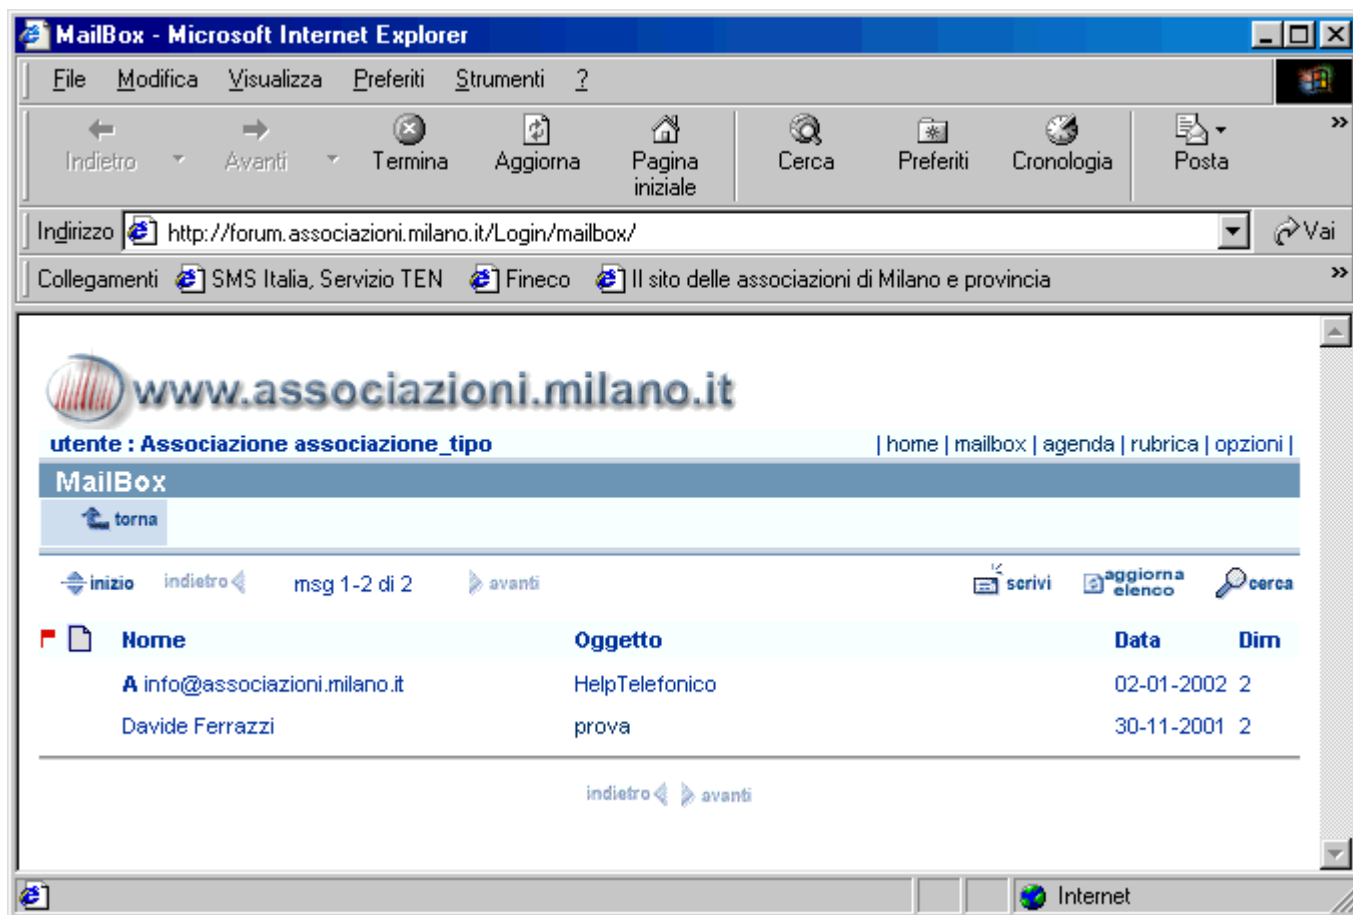 MailBox - Microsoft Internet Explorer
File Modifica Visualizza Preferiti Strumenti ?
Indietro Avanti Termina Aggiorna Pagina iniziale Cerca Preferiti Cronologia Posta »
Indirizzo http://forum.associazioni.milano.it/Login/mailbox/ Vai
Collegamenti SMS Italia, Servizio TEN Fineco Il sito delle associazioni di Milano e provincia »
www.associazioni.milano.it
utente : Associazione associazione_tipo | home | mailbox | agenda | rubrica | opzioni |
MailBox
torna
inizio indietro msg 1-2 di 2 avanti scrivi aggiorna elenco cerca
Nome Oggetto Data Dim
A info@associazioni.milano.it HelpTelefonico 02-01-2002 2
Davide Ferrazzi prova 30-11-2001 2
indietro avanti
Internet